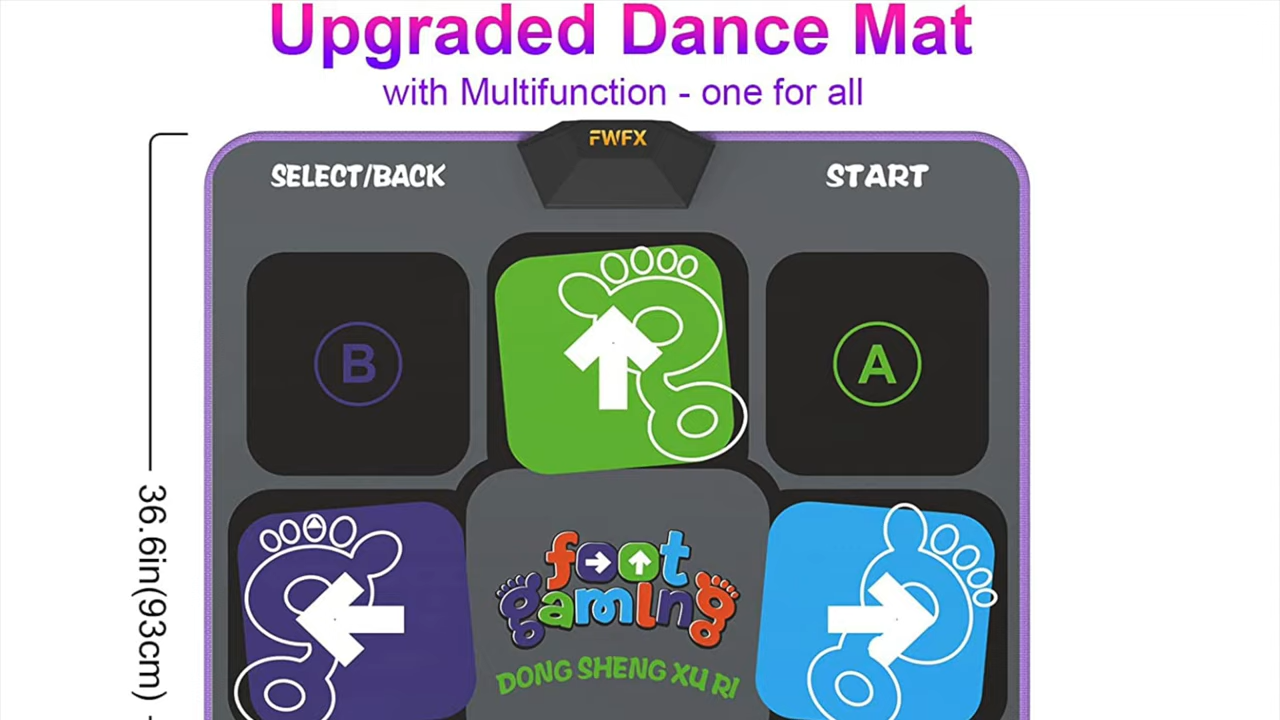 Upgraded Dance Mat
with Multifunction - one for all
FWFX
SELECT/BACK
START
B
A
36.6in(93cm)
foot
gaming
DONG SHENG XU RI